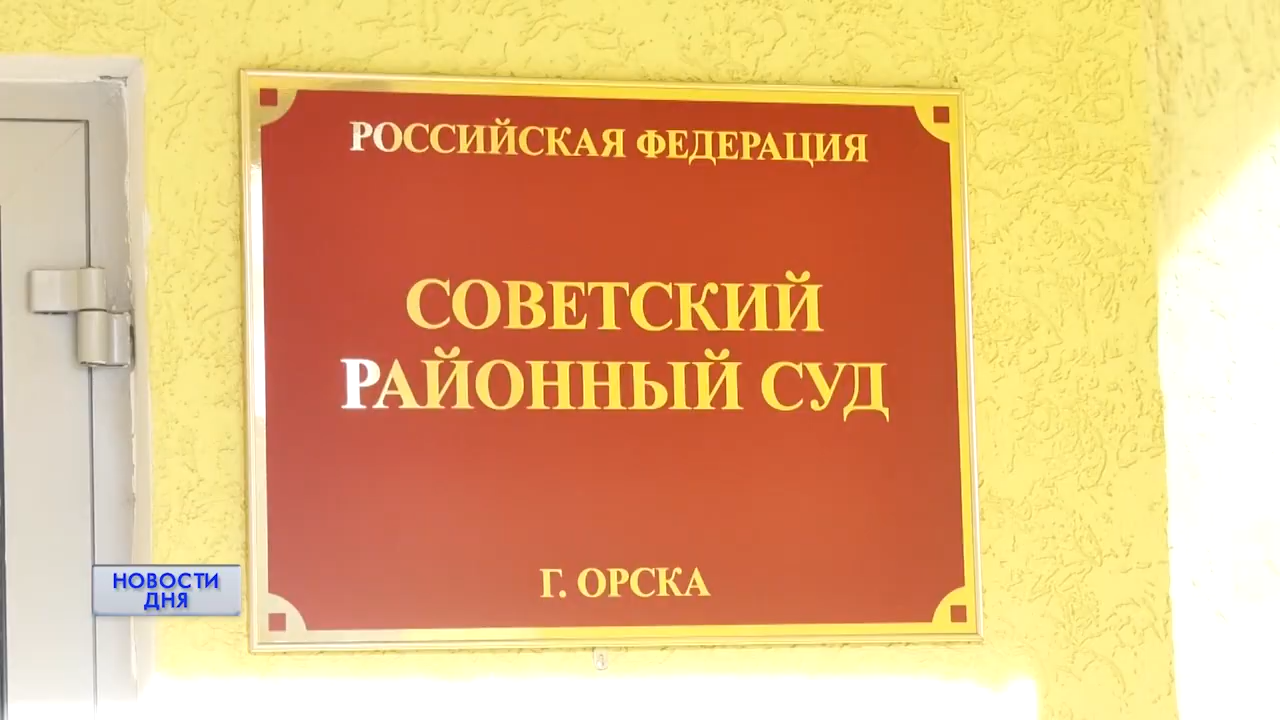 РОССИЙСКАЯ ФЕДЕРАЦИЯ
СОВЕТСКИЙ
РАЙОННЫЙ СУД
Г. ОРСКА
НОВОСТИ
ДНЯ